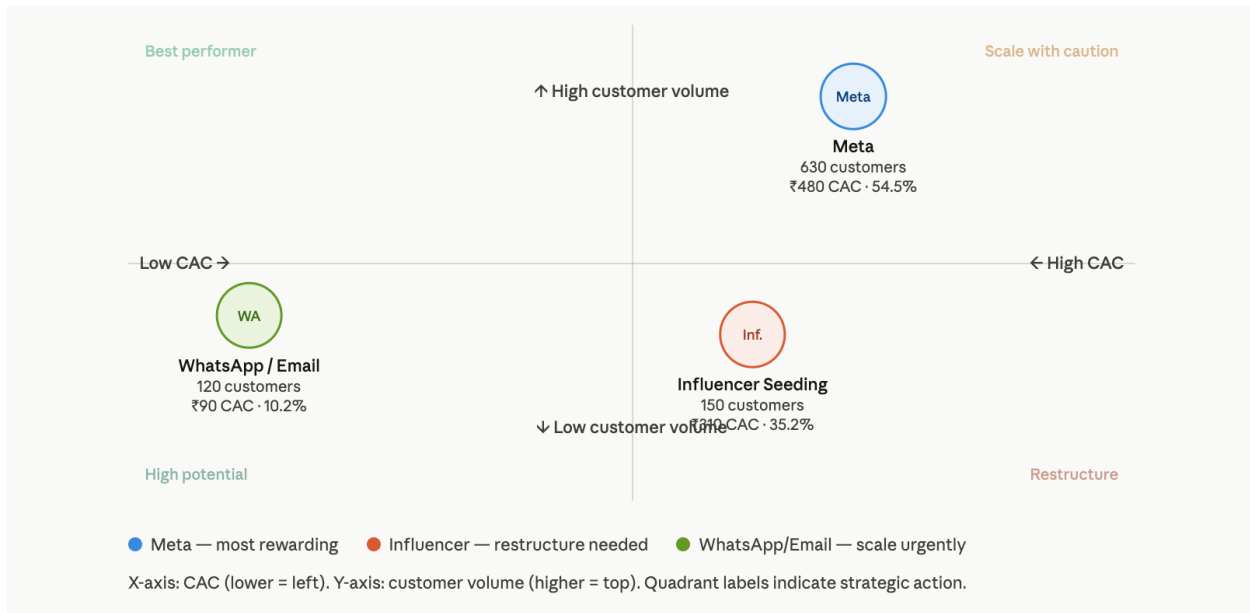 Best performer
Scale with caution
↑ High customer volume
Meta
Meta
630 customers
₹480 CAC · 54.5%
Low CAC →
← High CAC
WA
WhatsApp / Email
120 customers
₹90 CAC · 10.2%
Inf.
Influencer Seeding
150 customers
₹310 CAC · 35.2%
↓ Low customer volume
High potential
Restructure
Meta — most rewarding
Influencer — restructure needed
WhatsApp/Email — scale urgently
X-axis: CAC (lower = left). Y-axis: customer volume (higher = top). Quadrant labels indicate strategic action.